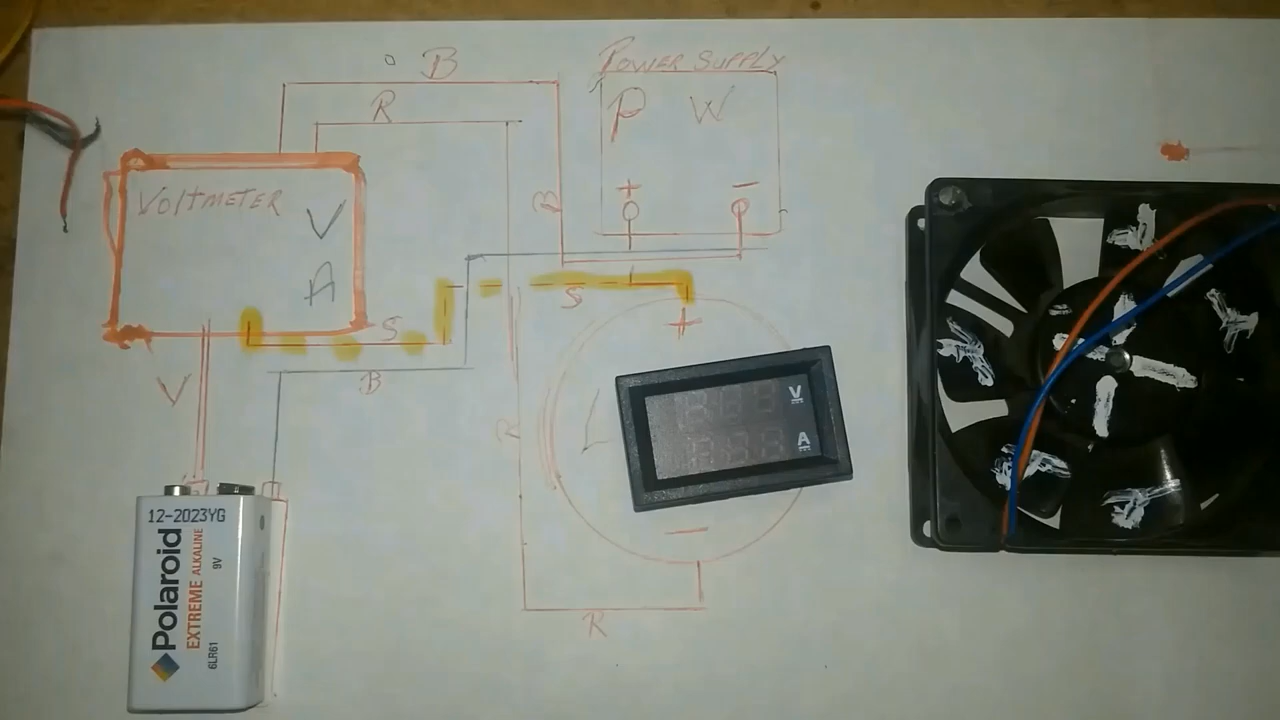 B
POWER SUPPLY
R
P W
VOLTMETER
V
A
+ −
B
S
S
+
B
V
R
L
V
A
12-2023YG
Polaroid
EXTREME ALKALINE
9V
6LR61
−
R